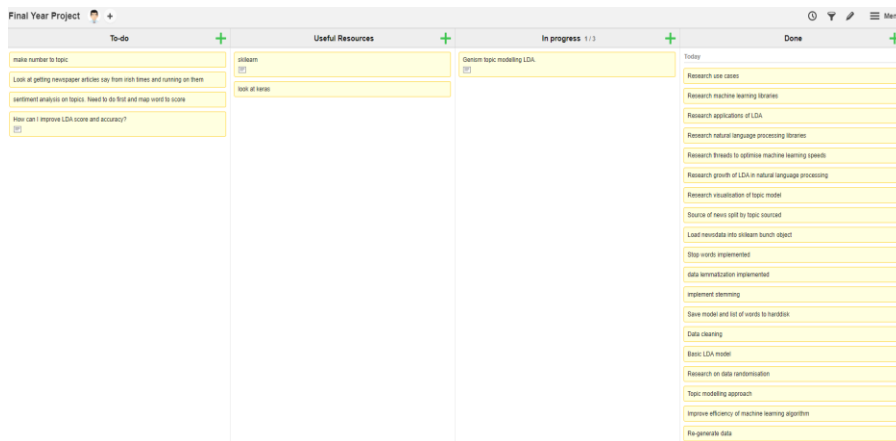 Final Year Project
Men
To-do
Useful Resources
In progress 1 / 3
Done
make number to topic
Look at getting newspaper articles say from irish times and running on them
sentiment analysis on topics. Need to do first and map word to score
How can I improve LDA score and accuracy?
sklearn
look at keras
Genism topic modelling LDA.
Today
Research use cases
Research machine learning libraries
Research applications of LDA
Research natural language processing libraries
Research threads to optimise machine learning speeds
Research growth of LDA in natural language processing
Research visualisation of topic model
Source of news split by topic sourced
Load newsdata into sklearn bunch object
Stop words implemented
data lemmatization implemented
implement stemming
Save model and list of words to harddisk
Data cleaning
Basic LDA model
Research on data randomisation
Topic modelling approach
Improve efficiency of machine learning algorithm
Re-generate data